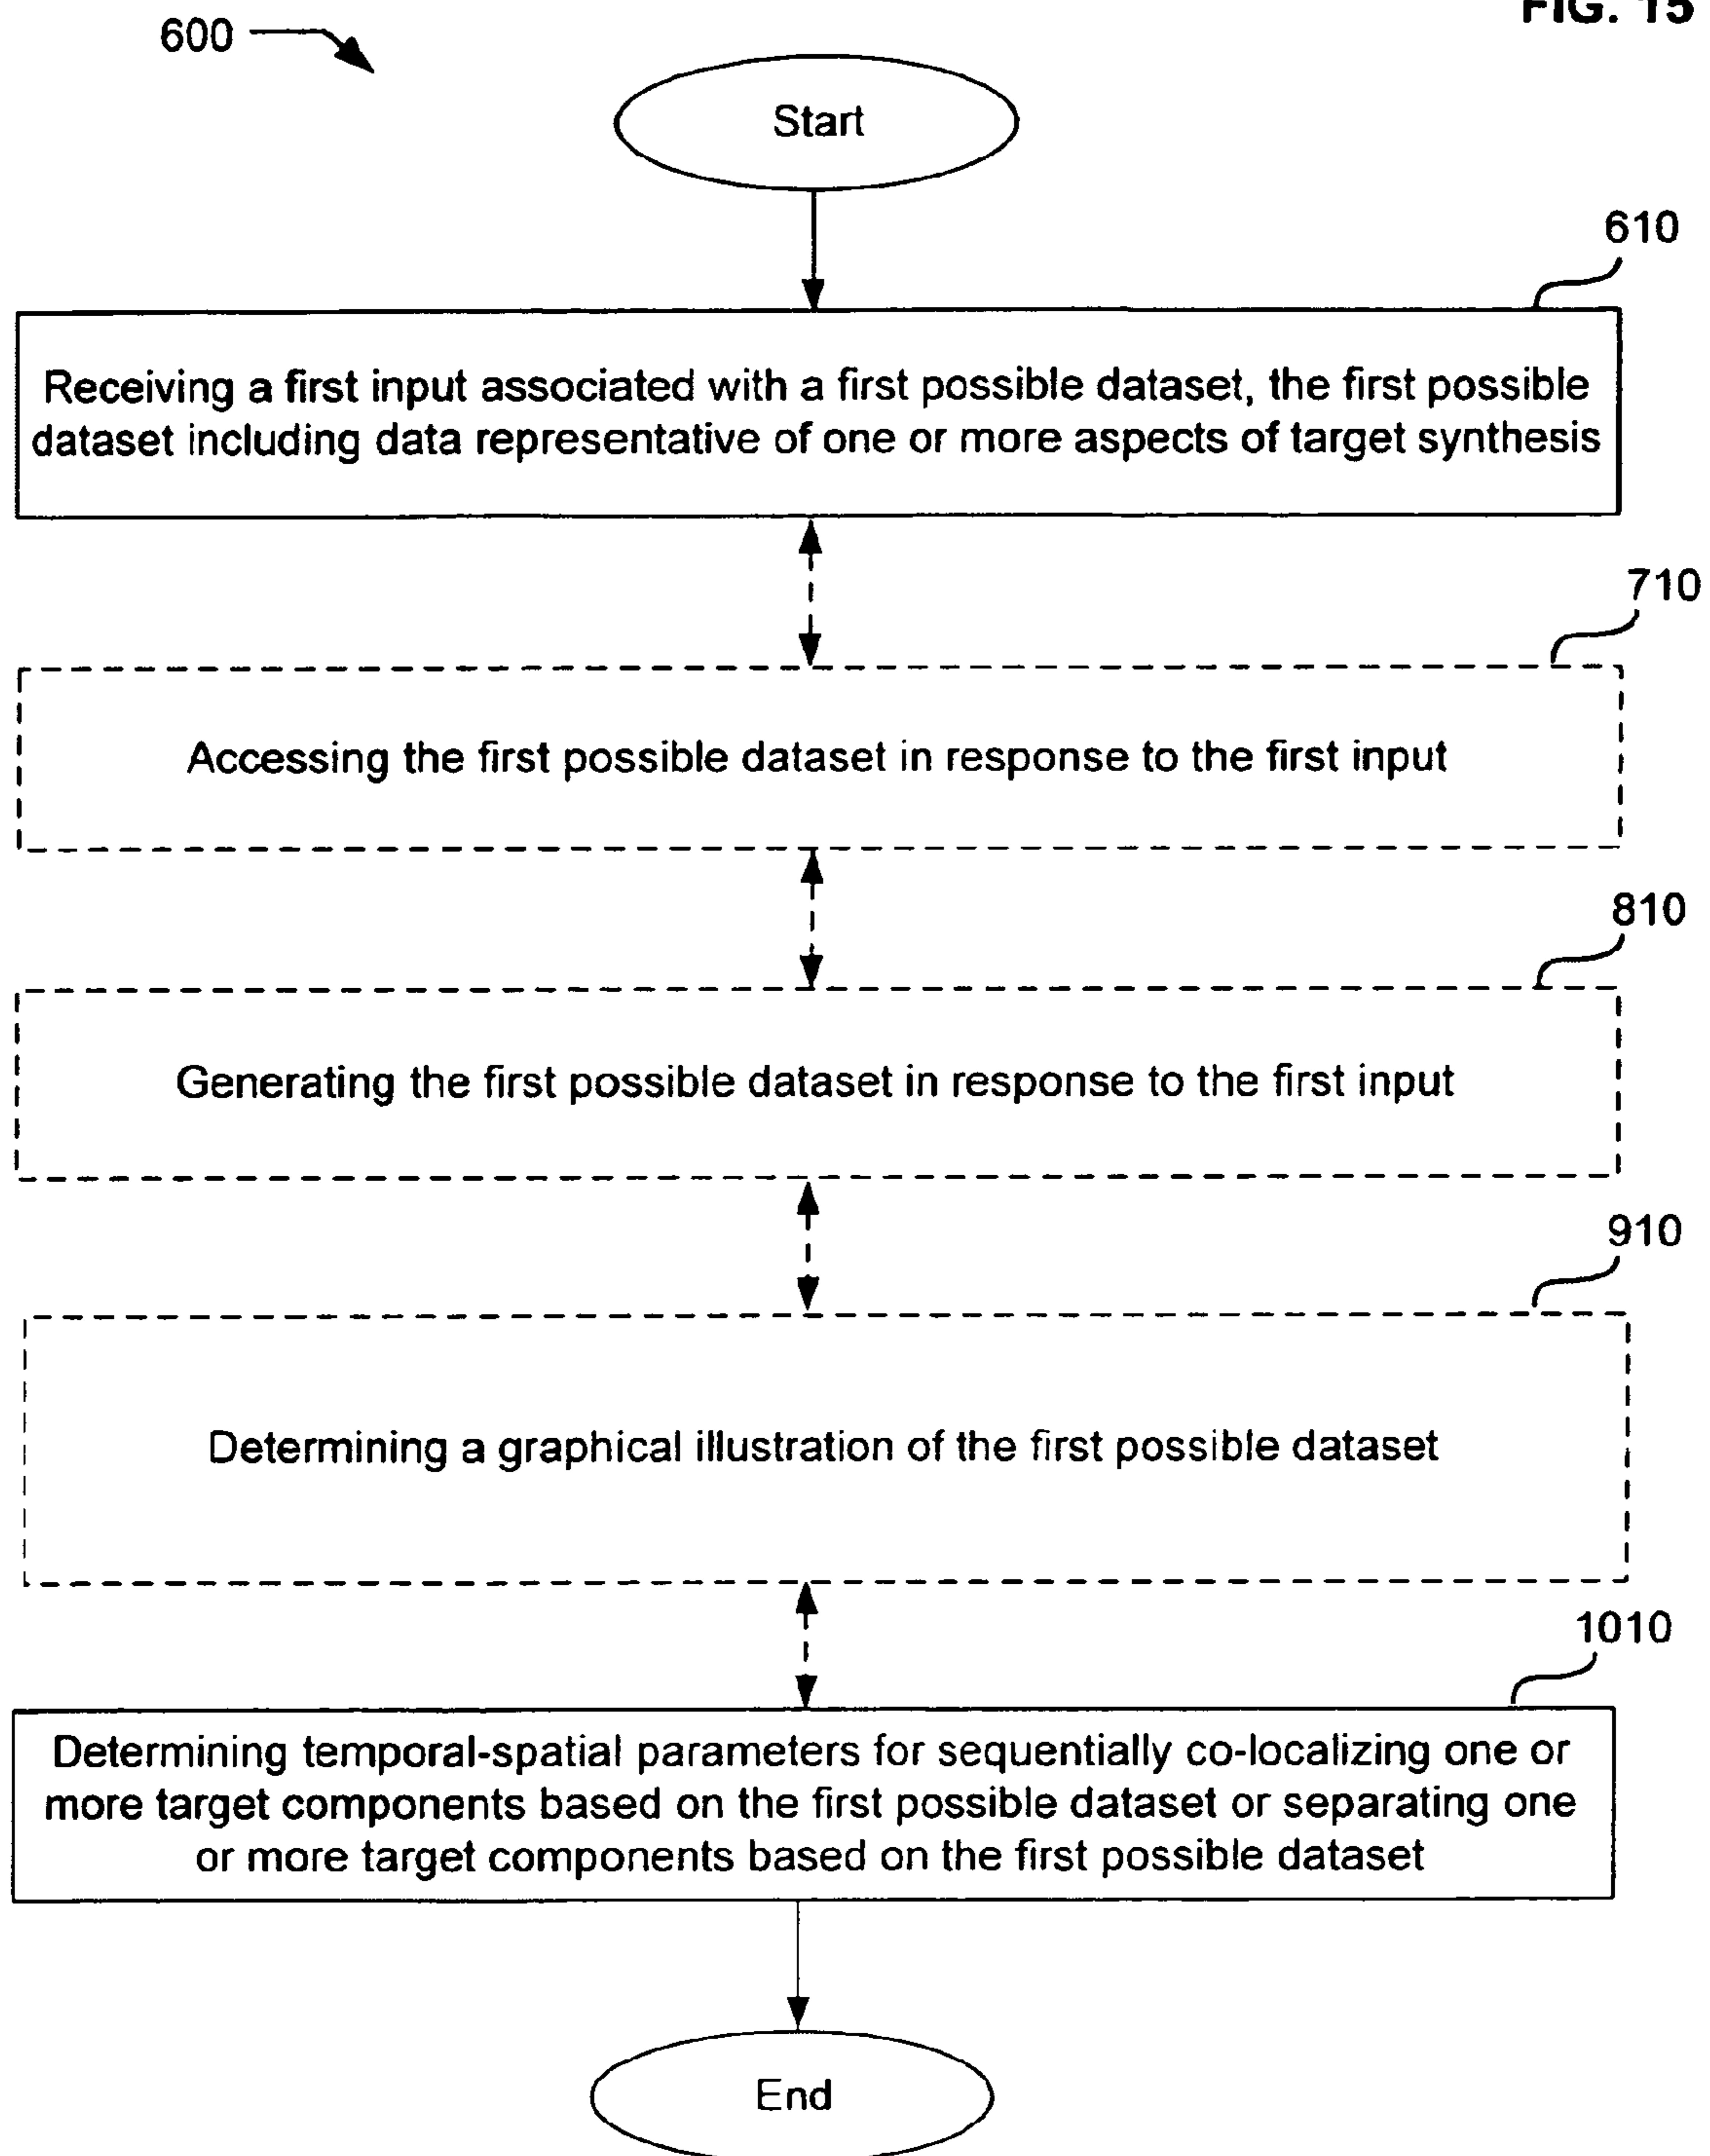 FIG. 15
600
Start
610
Receiving a first input associated with a first possible dataset, the first possible
dataset including data representative of one or more aspects of target synthesis
710
Accessing the first possible dataset in response to the first input
810
Generating the first possible dataset in response to the first input
910
Determining a graphical illustration of the first possible dataset
1010
Determining temporal-spatial parameters for sequentially co-localizing one or
more target components based on the first possible dataset or separating one
or more target components based on the first possible dataset
End